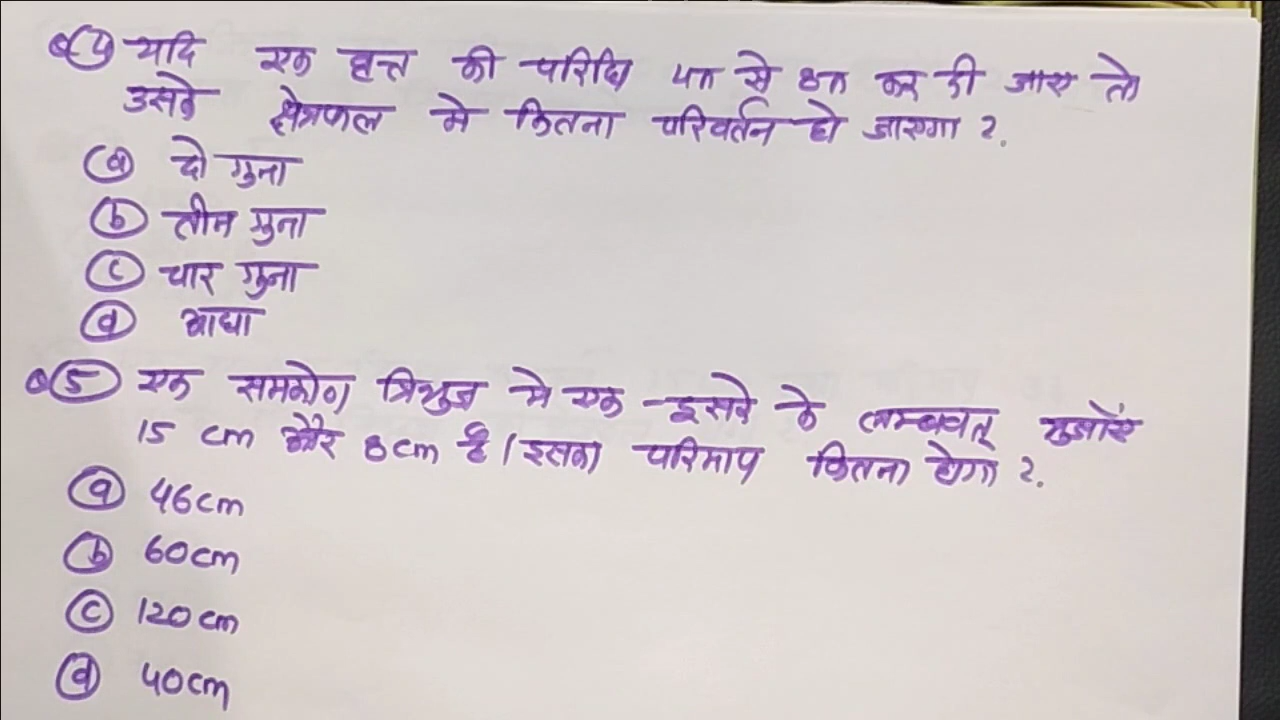 Q④ यदि एक वृत्त की परिधि 4π से 8π कर दी जाए तो
उसके क्षेत्रफल मे कितना परिवर्तन हो जाएगा ?.
ⓐ दो गुना
ⓑ तीन गुना
ⓒ चार गुना
ⓓ आधा
Q⑤ एक समकोण त्रिभुज मे एक दूसरे के लम्बवत् भुजाएँ
15 cm और 8cm है। इसका परिमाप कितना होगा ?.
ⓐ 46cm
ⓑ 60cm
ⓒ 120cm
ⓓ 40cm